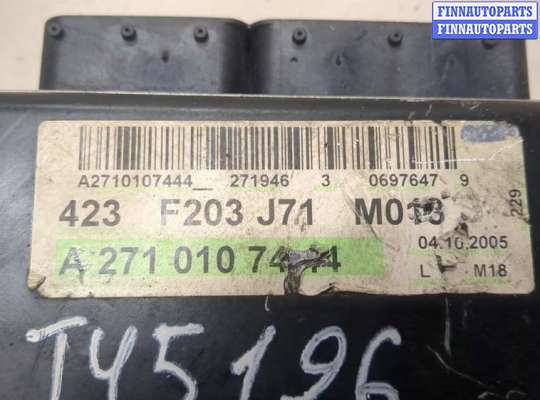 FINNAUTOPARTS
FINNAUTOPARTS
A2710107444_ 271946 3 0697647 9
423 F203 J71 M013
229
A 271 010 74 44
04.10.2005
L M18
T45196